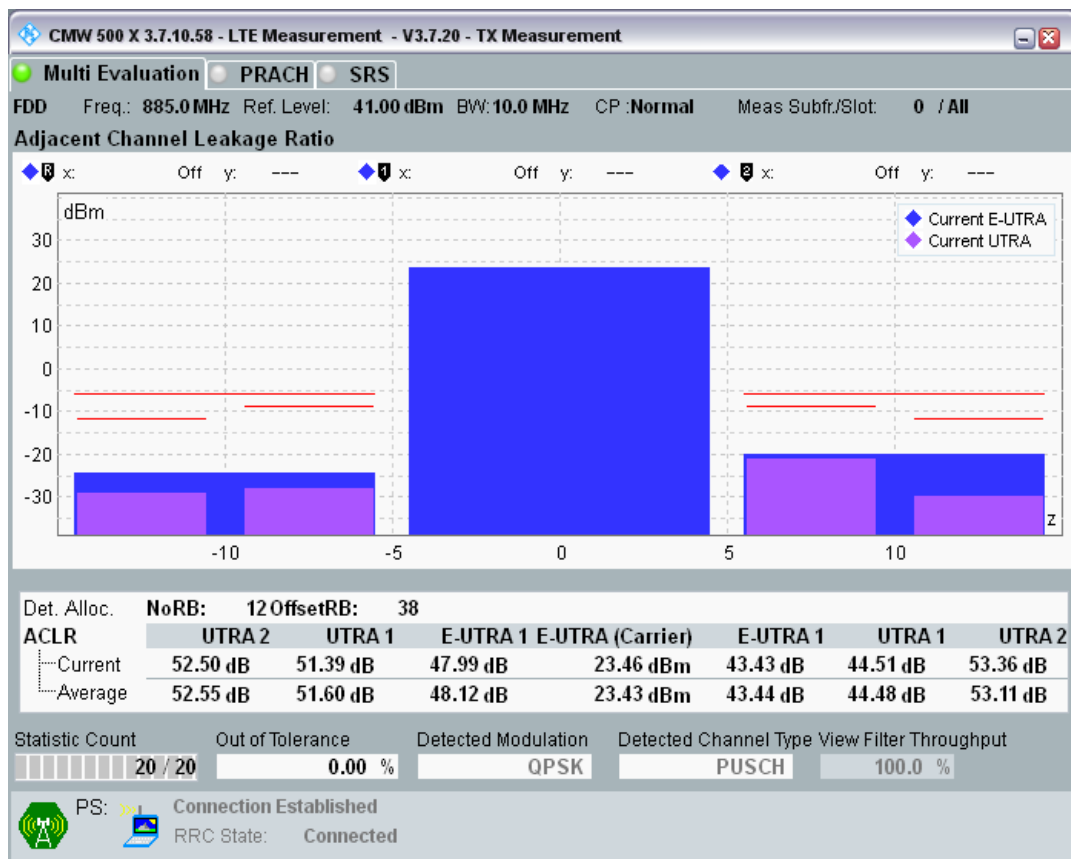 CMW 500 X 3.7.10.58 - LTE Measurement - V3.7.20 - TX Measurement
Multi Evaluation PRACH SRS
FDD Freq.: 885.0 MHz Ref. Level: 41.00 dBm BW: 10.0 MHz CP :Normal Meas Subfr./Slot: 0 / All
Adjacent Channel Leakage Ratio
R x: Off y: --- 1 x: Off y: --- 2 x: Off y: ---
dBm
Current E-UTRA
Current UTRA
30
20
10
0
-10
-20
-30
z
-10 -5 0 5 10
Det. Alloc. NoRB: 12 OffsetRB: 38
ACLR UTRA 2 UTRA 1 E-UTRA 1 E-UTRA (Carrier) E-UTRA 1 UTRA 1 UTRA 2
Current 52.50 dB 51.39 dB 47.99 dB 23.46 dBm 43.43 dB 44.51 dB 53.36 dB
Average 52.55 dB 51.60 dB 48.12 dB 23.43 dBm 43.44 dB 44.48 dB 53.11 dB
Statistic Count Out of Tolerance Detected Modulation Detected Channel Type View Filter Throughput
20 / 20 0.00 % QPSK PUSCH 100.0 %
PS: Connection Established
RRC State: Connected